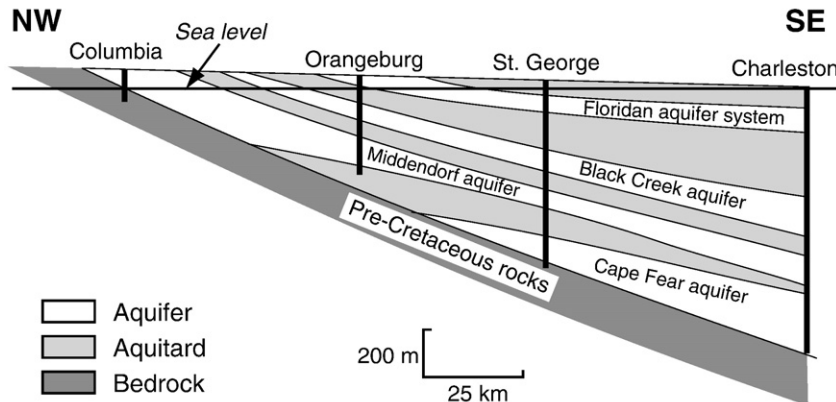 NW
SE
Sea level
Columbia
Orangeburg
St. George
Charleston
Floridan aquifer system
Black Creek aquifer
Middendorf aquifer
Pre-Cretaceous rocks
Cape Fear aquifer
Aquifer
Aquitard
Bedrock
200 m
25 km